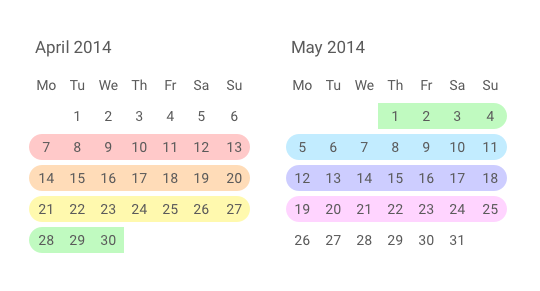 April 2014
Mo Tu We Th Fr Sa Su
1 2 3 4 5 6
7 8 9 10 11 12 13
14 15 16 17 18 19 20
21 22 23 24 25 26 27
28 29 30
May 2014
Mo Tu We Th Fr Sa Su
1 2 3 4
5 6 7 8 9 10 11
12 13 14 15 16 17 18
19 20 21 22 23 24 25
26 27 28 29 30 31